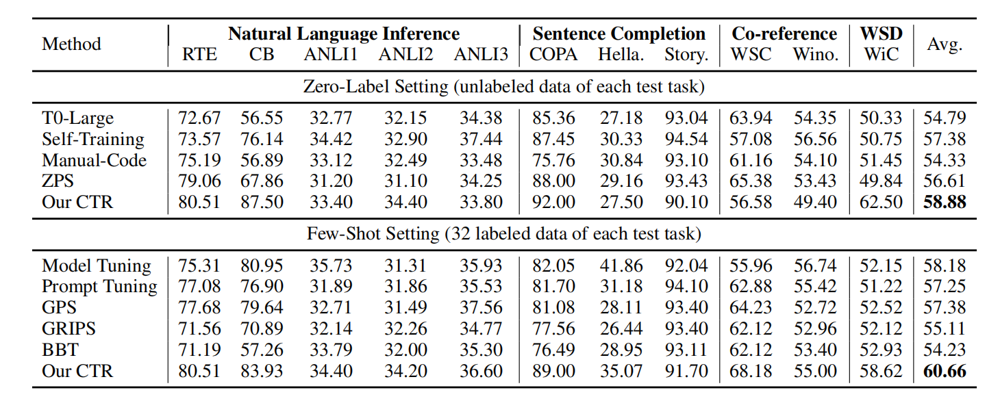 Method Natural Language Inference Sentence Completion Co-reference WSD Avg.
RTE CB ANLI1 ANLI2 ANLI3 COPA Hella. Story. WSC Wino. WiC
Zero-Label Setting (unlabeled data of each test task)
T0-Large 72.67 56.55 32.77 32.15 34.38 85.36 27.18 93.04 63.94 54.35 50.33 54.79
Self-Training 73.57 76.14 34.42 32.90 37.44 87.45 30.33 94.54 57.08 56.56 50.75 57.38
Manual-Code 75.19 56.89 33.12 32.49 33.48 75.76 30.84 93.10 61.16 54.10 51.45 54.33
ZPS 79.06 67.86 31.20 31.10 34.25 88.00 29.16 93.43 65.38 53.43 49.84 56.61
Our CTR 80.51 87.50 33.40 34.40 33.80 92.00 27.50 90.10 56.58 49.40 62.50 58.88
Few-Shot Setting (32 labeled data of each test task)
Model Tuning 75.31 80.95 35.73 31.31 35.93 82.05 41.86 92.04 55.96 56.74 52.15 58.18
Prompt Tuning 77.08 76.90 31.89 31.86 35.53 81.70 31.18 94.10 62.88 55.42 51.22 57.25
GPS 77.68 79.64 32.71 31.49 37.56 81.08 28.11 93.40 64.23 52.72 52.52 57.38
GRIPS 71.56 70.89 32.14 32.26 34.77 77.56 26.44 93.40 62.12 52.96 52.12 55.11
BBT 71.19 57.26 33.79 32.00 35.30 76.49 28.95 93.11 62.12 53.40 52.93 54.23
Our CTR 80.51 83.93 34.40 34.20 36.60 89.00 35.07 91.70 68.18 55.00 58.62 60.66